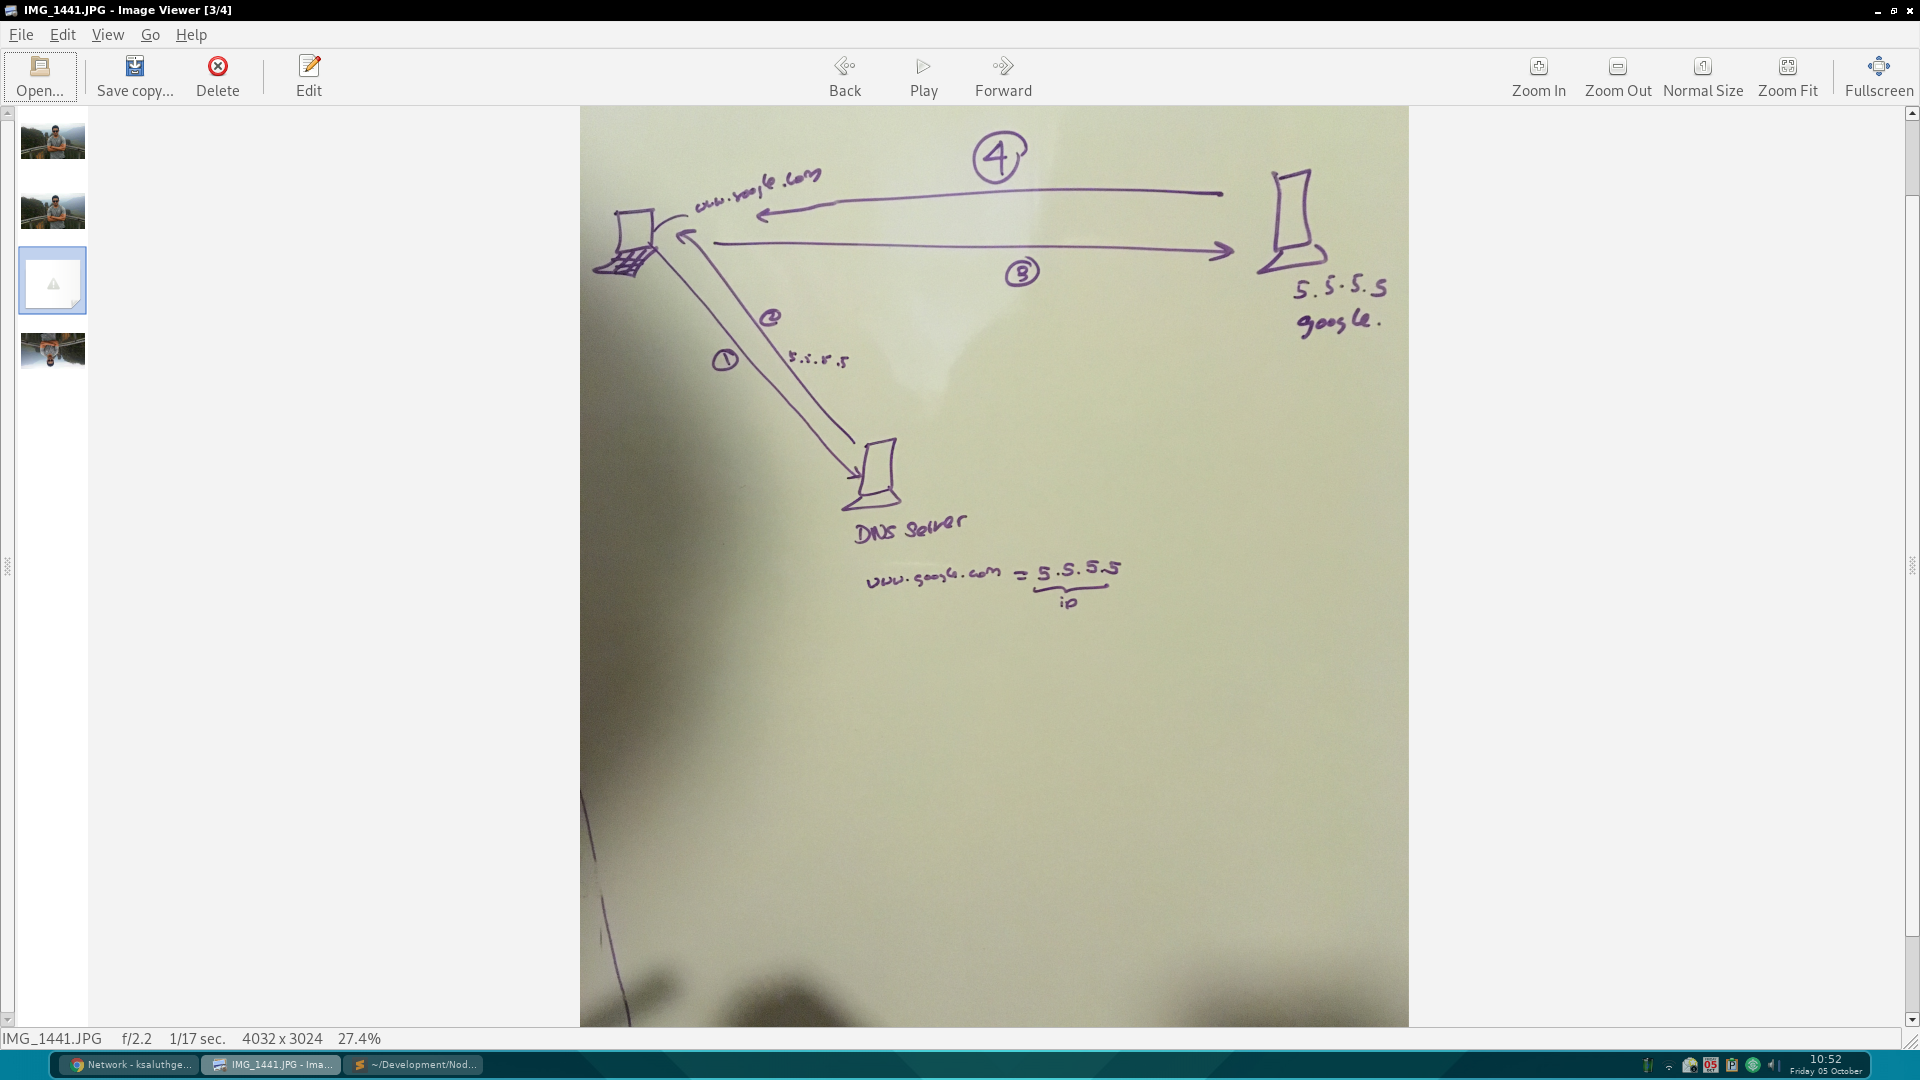 IMG_1441.JPG - Image Viewer [3/4]
File Edit View Go Help
Open... Save copy... Delete Edit Back Play Forward Zoom In Zoom Out Normal Size Zoom Fit Fullscreen
4
www.google.com
3
5.5.5.5
google.
2
1
5.5.5.5
DNS Server
www.google.com = 5.5.5.5
ip
IMG_1441.JPG f/2.2 1/17 sec. 4032 x 3024 27.4%
Network - ksaluthge... IMG_1441.JPG - Ima... ~/Development/Nod... 05 10:52
Friday 05 October